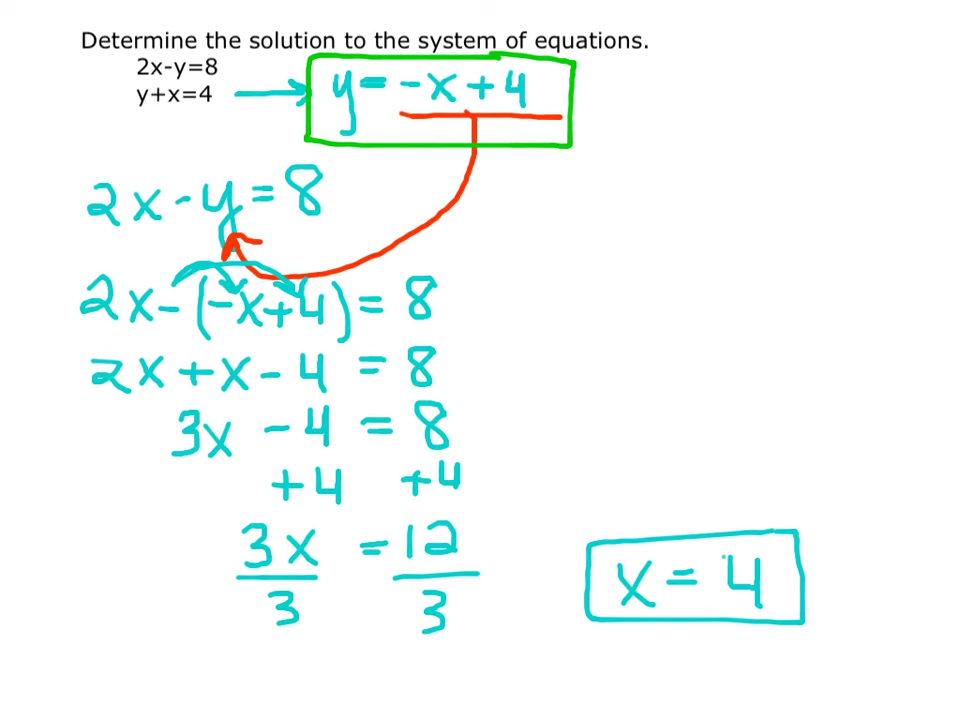 Determine the solution to the system of equations.
2x-y=8
y+x=4
y = -x + 4
2x - y = 8
2x - (-x+4) = 8
2x + x - 4 = 8
3x - 4 = 8
+4 +4
3x = 12
3 3
x = 4